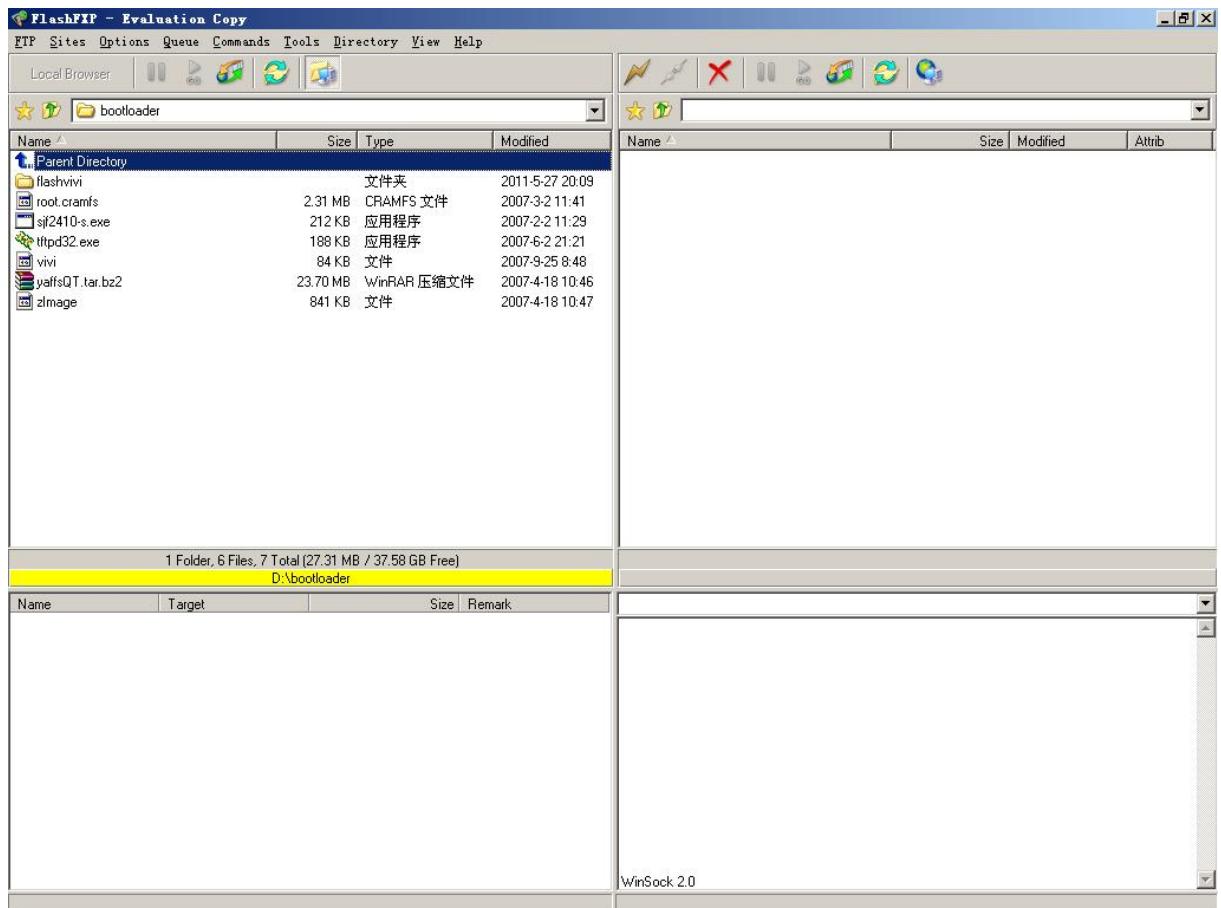 FlashFXP - Evaluation Copy
FTP Sites Options Queue Commands Tools Directory View Help
Local Browser
bootloader
Name Size Type Modified
Name Size Modified Attrib
Parent Directory
flashvivi 文件夹 2011-5-27 20:09
root.cramfs 2.31 MB CRAMFS 文件 2007-3-2 11:41
sjf2410-s.exe 212 KB 应用程序 2007-2-2 11:29
tftpd32.exe 188 KB 应用程序 2007-6-2 21:21
vivi 84 KB 文件 2007-9-25 8:48
yaffsQT.tar.bz2 23.70 MB WinRAR 压缩文件 2007-4-18 10:46
zImage 841 KB 文件 2007-4-18 10:47
1 Folder, 6 Files, 7 Total (27.31 MB / 37.58 GB Free)
D:\bootloader
Name Target Size Remark
WinSock 2.0